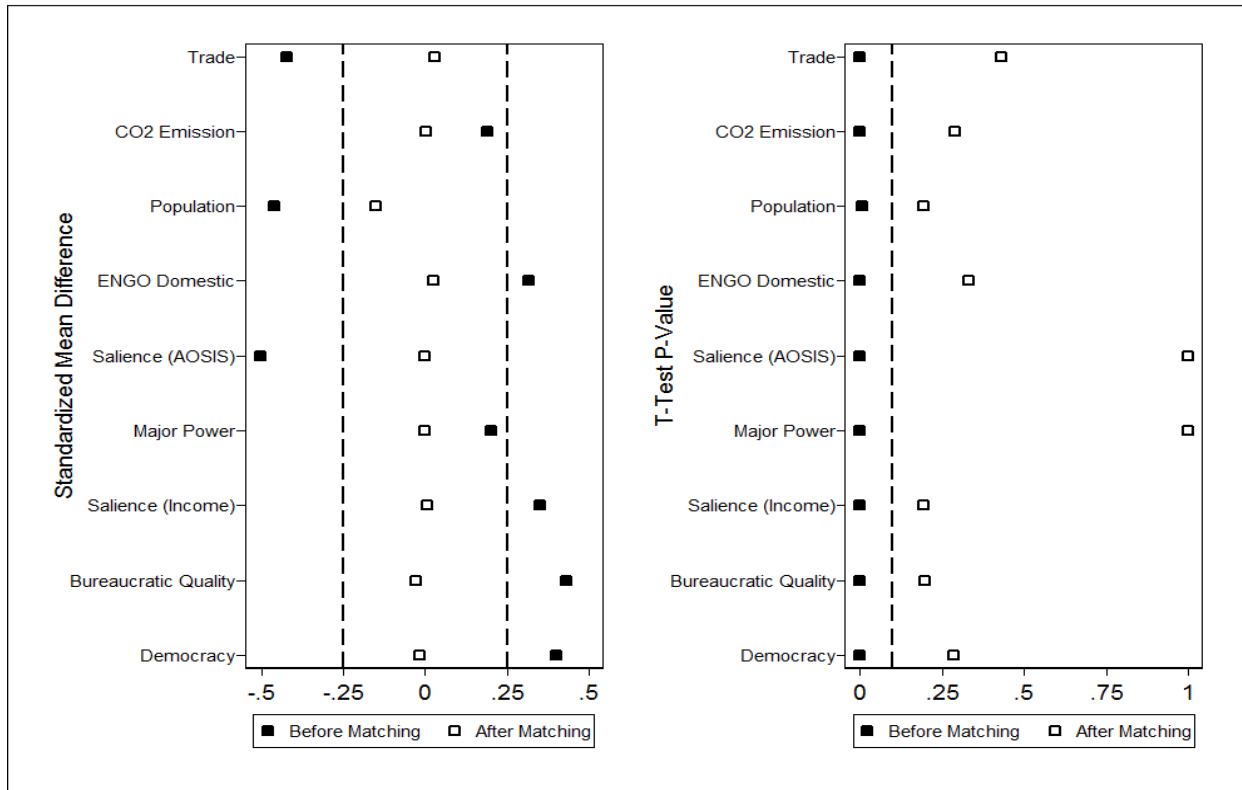 Standardized Mean Difference
Trade
CO2 Emission
Population
ENGO Domestic
Salience (AOSIS)
Major Power
Salience (Income)
Bureaucratic Quality
Democracy
-.5 -.25 0 .25 .5
Before Matching After Matching
T-Test P-Value
Trade
CO2 Emission
Population
ENGO Domestic
Salience (AOSIS)
Major Power
Salience (Income)
Bureaucratic Quality
Democracy
0 .25 .5 .75 1
Before Matching After Matching